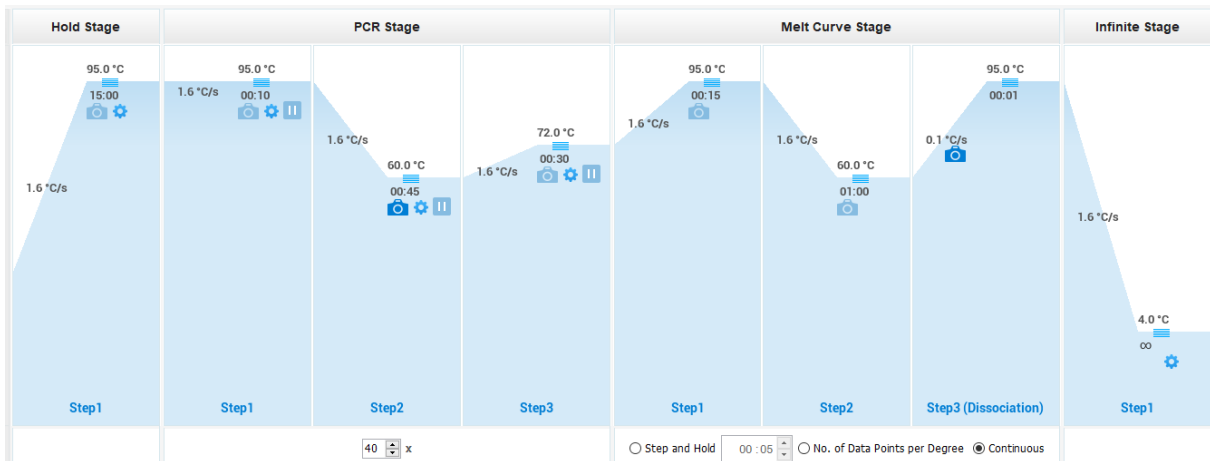 Hold Stage
PCR Stage
Melt Curve Stage
Infinite Stage
95.0 °C
15:00
1.6 °C/s
Step1
95.0 °C
1.6 °C/s
00:10
Step1
1.6 °C/s
60.0 °C
00:45
Step2
72.0 °C
1.6 °C/s
00:30
Step3
40 x
95.0 °C
00:15
1.6 °C/s
Step1
1.6 °C/s
60.0 °C
01:00
Step2
95.0 °C
00:01
0.1 °C/s
Step3 (Dissociation)
Step and Hold 00 :05 No. of Data Points per Degree Continuous
1.6 °C/s
4.0 °C
∞
Step1